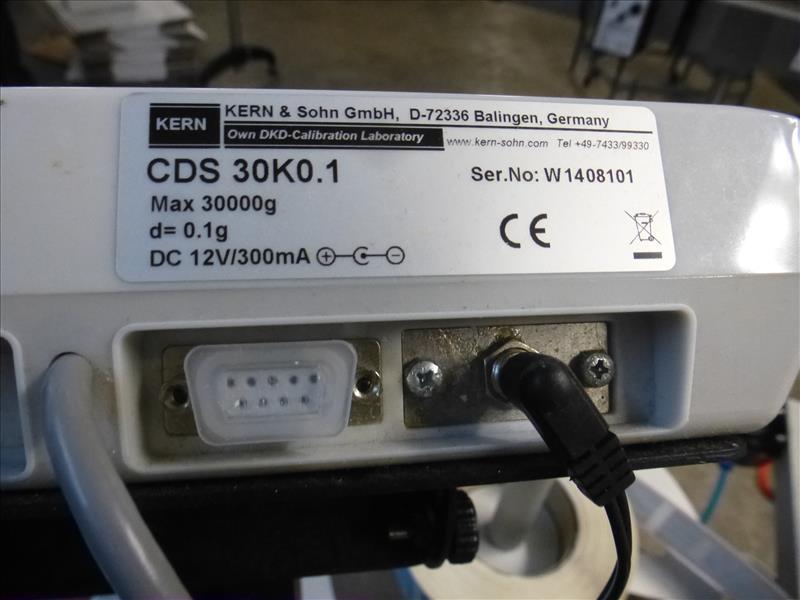 KERN
KERN & Sohn GmbH, D-72336 Balingen, Germany
Own DKD-Calibration Laboratory www.kern-sohn.com Tel +49-7433/99330
CDS 30K0.1 Ser.No: W1408101
Max 30000g
d= 0.1g
DC 12V/300mA
CE